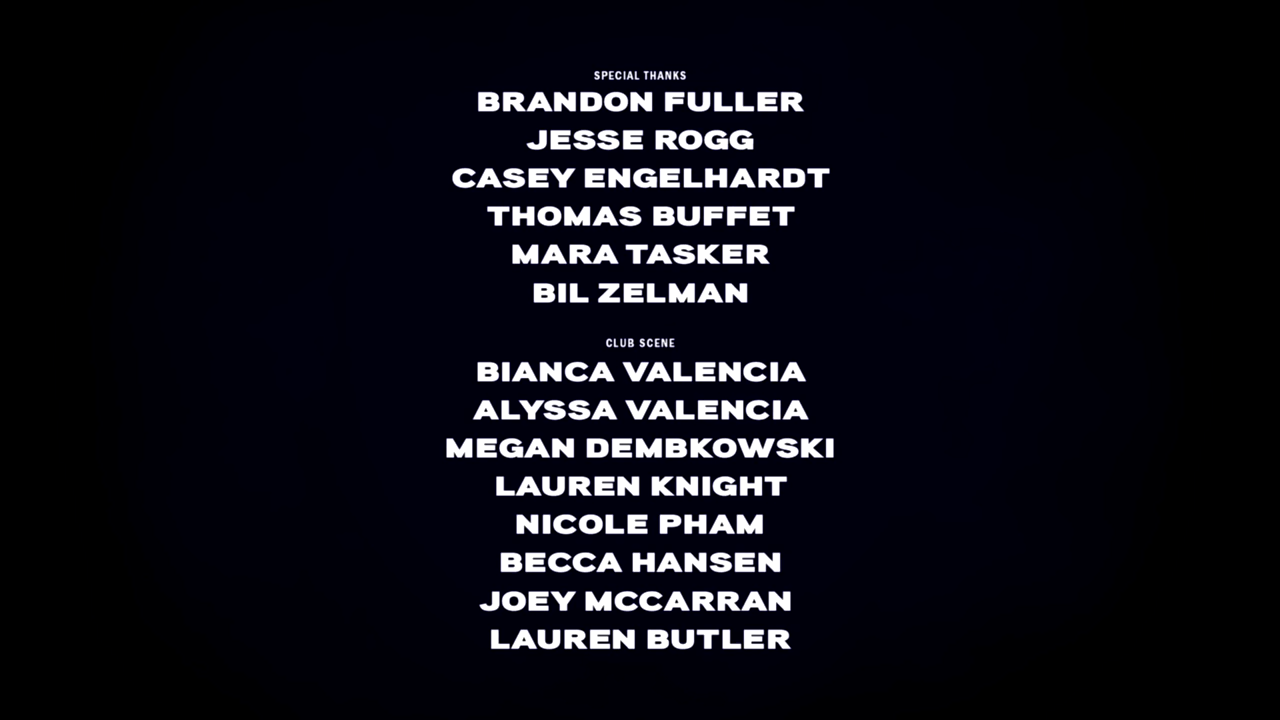 SPECIAL THANKS
BRANDON FULLER
JESSE ROGG
CASEY ENGELHARDT
THOMAS BUFFET
MARA TASKER
BIL ZELMAN
CLUB SCENE
BIANCA VALENCIA
ALYSSA VALENCIA
MEGAN DEMBKOWSKI
LAUREN KNIGHT
NICOLE PHAM
BECCA HANSEN
JOEY MCCARRAN
LAUREN BUTLER